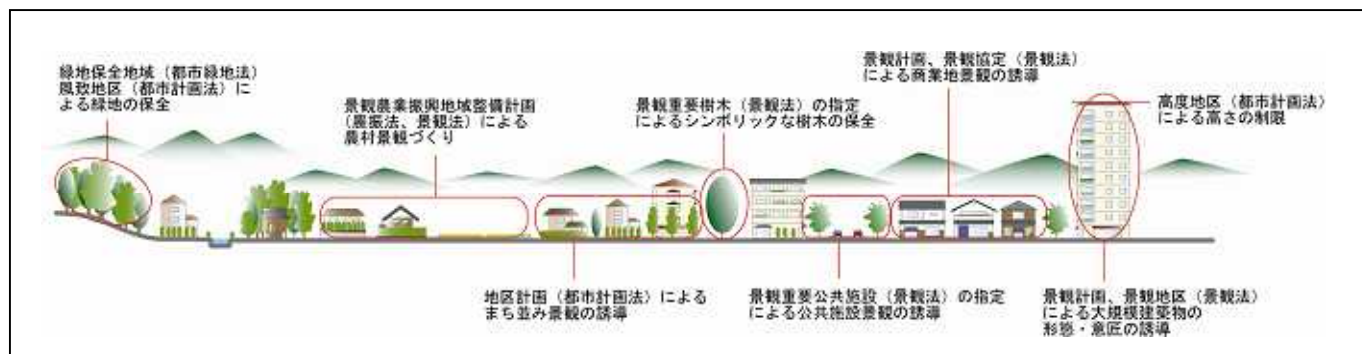 緑地保全地域（都市緑地法）
風致地区（都市計画法）に
よる緑地の保全
景観農業振興地域整備計画
（農振法、景観法）による
農村景観づくり
景観重要樹木（景観法）の指定
によるシンボリックな樹木の保全
景観計画、景観協定（景観法）
による商業地景観の誘導
高度地区（都市計画法）
による高さの制限
地区計画（都市計画法）による
まち並み景観の誘導
景観重要公共施設（景観法）の指定
による公共施設景観の誘導
景観計画、景観地区（景観法）
による大規模建築物の
形態・意匠の誘導